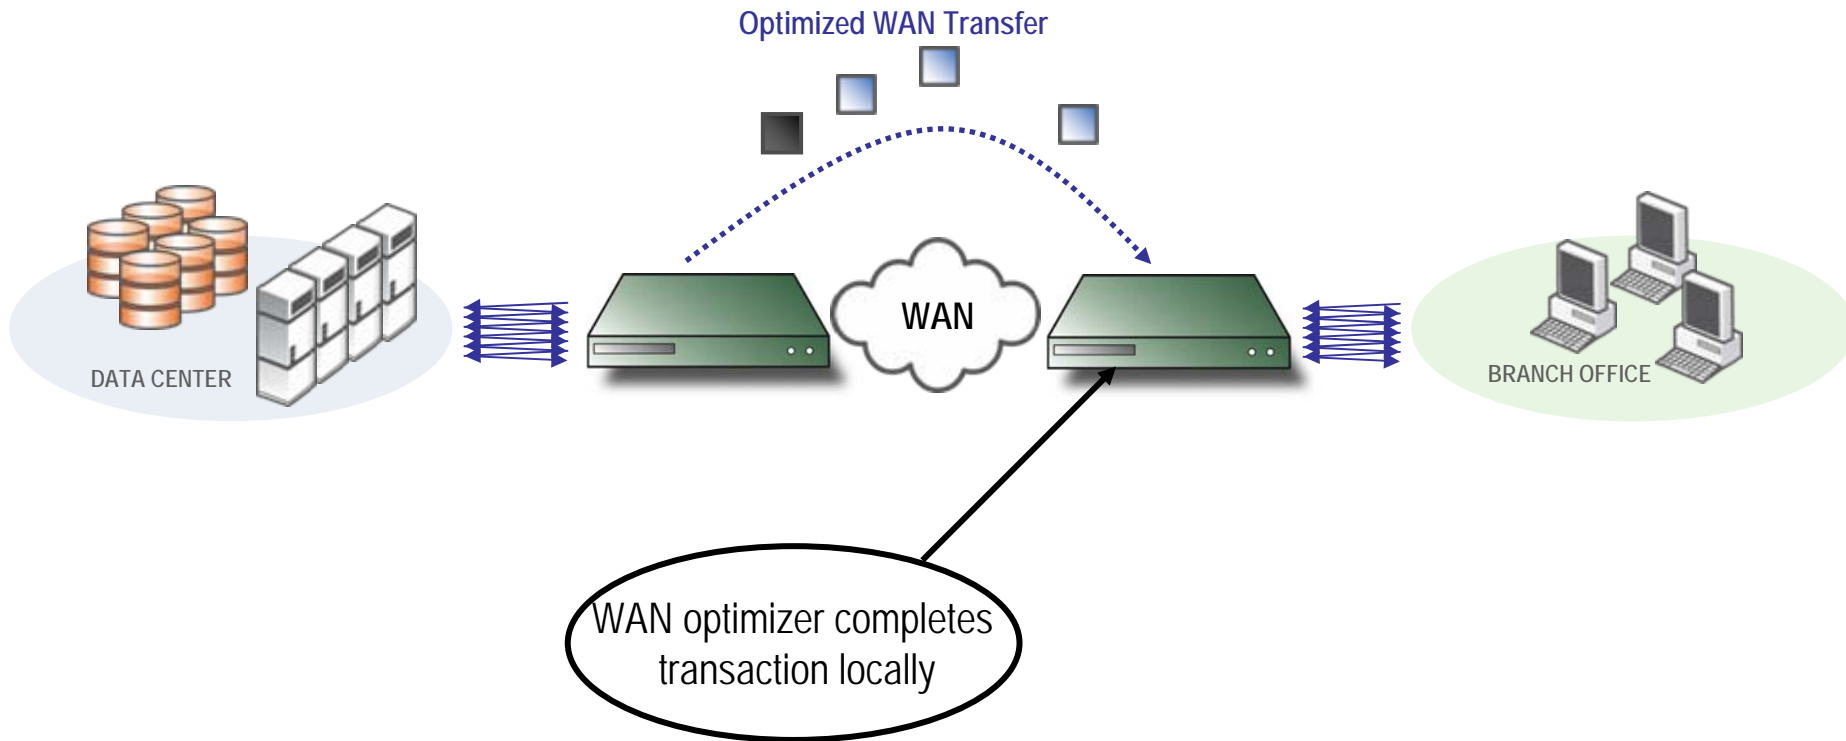 Optimized WAN Transfer
DATA CENTER
WAN
BRANCH OFFICE
WAN optimizer completes
transaction locally